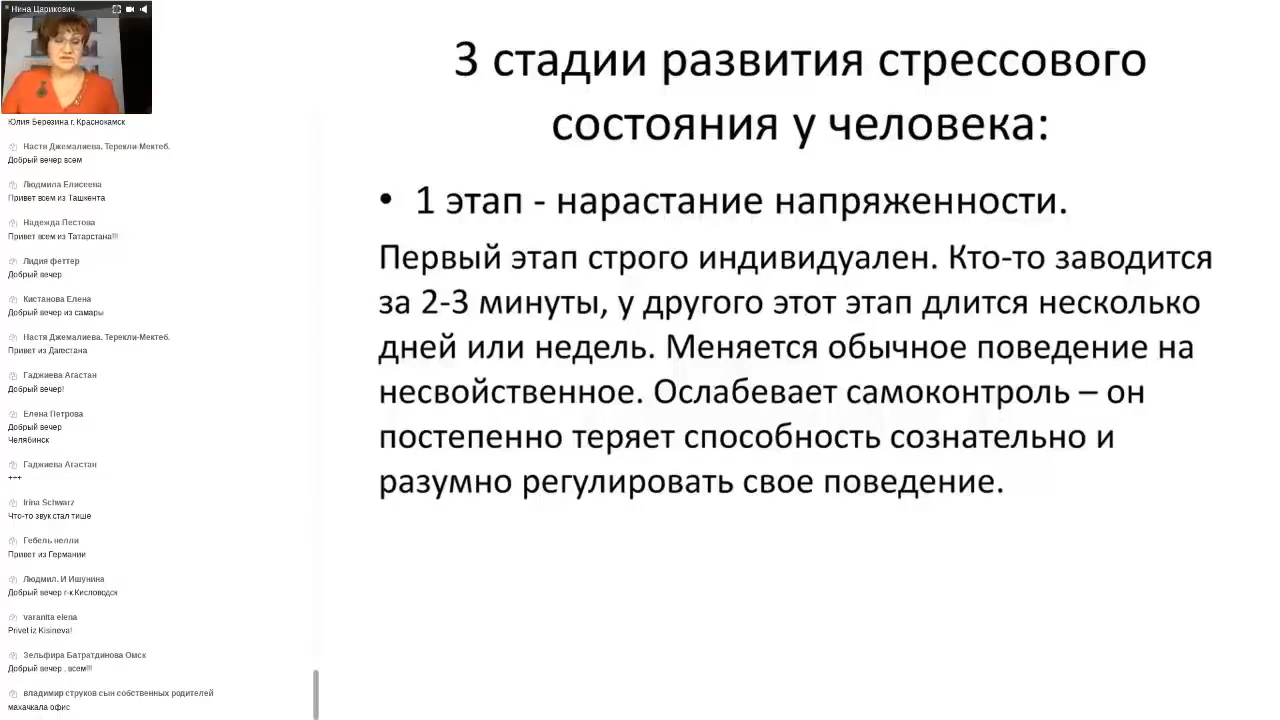 Нина Царикович
Юлия Березина г. Краснокамск
Настя Джемалиева. Терекли-Мектеб.
Добрый вечер всем
Людмила Елисеева
Привет всем из Ташкента
Надежда Пестова
Привет всем из Татарстана!!!
Лидия феттер
Добрый вечер
Кистанова Елена
Добрый вечер из самары
Настя Джемалиева. Терекли-Мектеб.
Привет из Дагестана
Гаджиева Агастан
Добрый вечер!
Елена Петрова
Добрый вечер
Челябинск
Гаджиева Агастан
+++
Irina Schwarz
Что-то звук стал тише
Гебель нелли
Привет из Германии
Людмил. И Ишунина
Добрый вечер г-к.Кисловодск
varanita elena
Privet iz Kisineva!
Зельфира Батратдинова Омск
Добрый вечер , всем!!!
владимир струков сын собственных родителей
махачкала офис
3 стадии развития стрессового
состояния у человека:
• 1 этап - нарастание напряженности.
Первый этап строго индивидуален. Кто-то заводится
за 2-3 минуты, у другого этот этап длится несколько
дней или недель. Меняется обычное поведение на
несвойственное. Ослабевает самоконтроль – он
постепенно теряет способность сознательно и
разумно регулировать свое поведение.